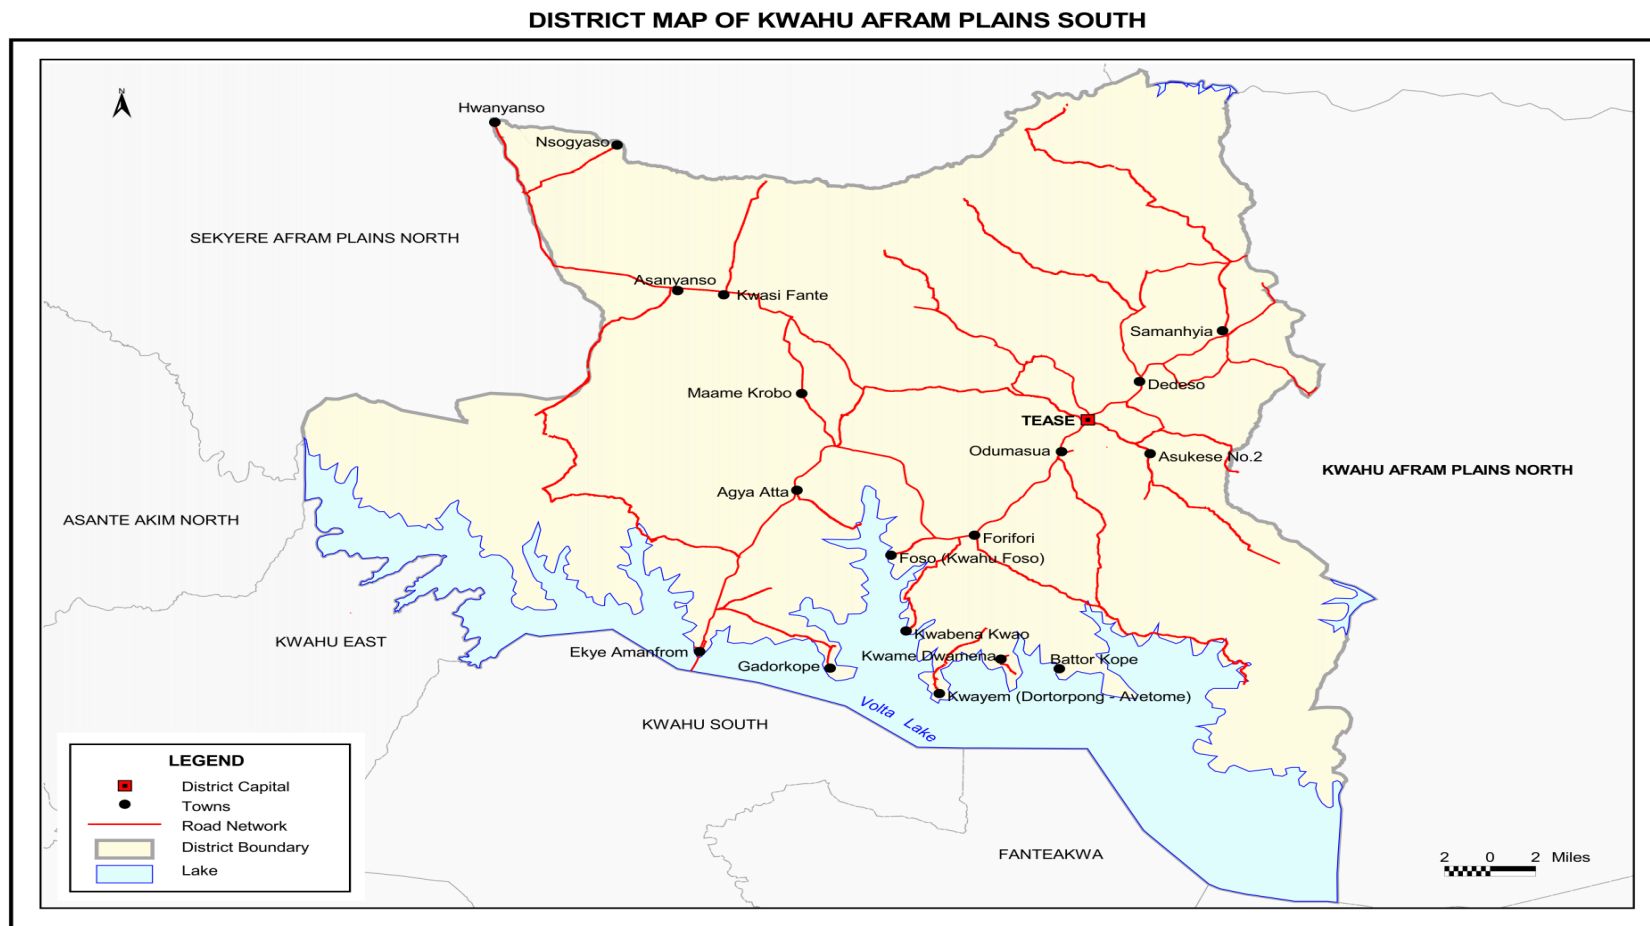 DISTRICT MAP OF KWAHU AFRAM PLAINS SOUTH
N
Hwanyanso
Nsogyaso
SEKYERE AFRAM PLAINS NORTH
Asanyanso
Kwasi Fante
Samanhyia
Maame Krobo
Dedeso
TEASE
Odumasua
Asukese No.2
KWAHU AFRAM PLAINS NORTH
Agya Atta
ASANTE AKIM NORTH
Forifori
Foso (Kwahu Foso)
KWAHU EAST
Kwabena Kwao
Ekye Amanfrom
Kwame Dwamena
Battor Kope
Gadorkope
Kwayem (Dortorpong - Avetome)
Volta Lake
KWAHU SOUTH
LEGEND
District Capital
Towns
Road Network
District Boundary
Lake
FANTEAKWA
2 0 2 Miles